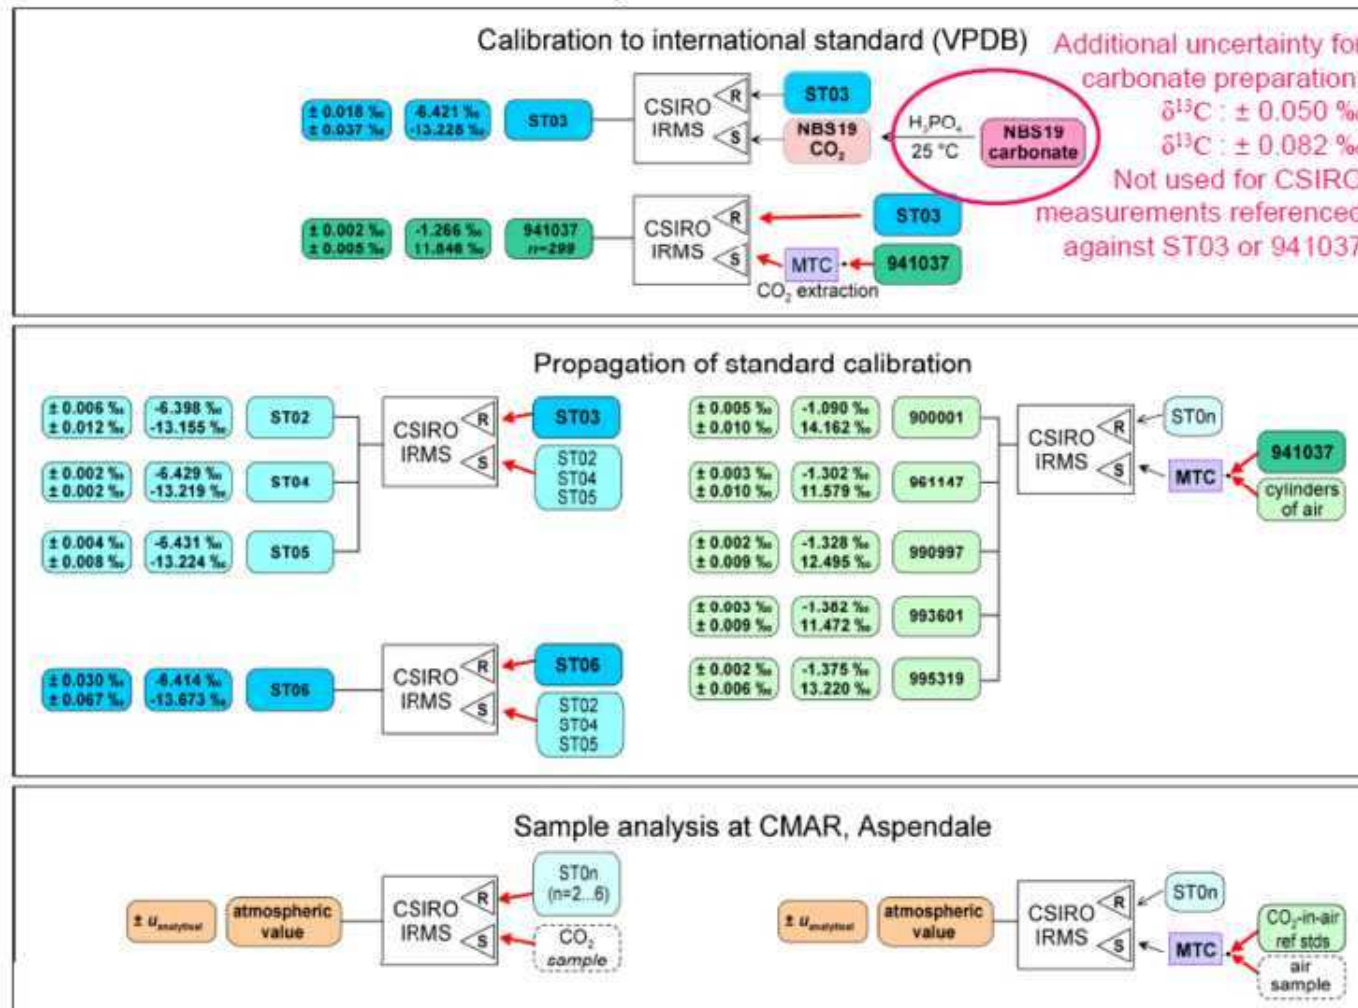 Calibration to international standard (VPDB)
Additional uncertainty for
carbonate preparation
δ¹³C : ± 0.050 ‰
δ¹³C : ± 0.082 ‰
Not used for CSIRO
measurements referenced
against ST03 or 941037
± 0.018 ‰
± 0.037 ‰
-6.421 ‰
-13.228 ‰
ST03
CSIRO
IRMS
R
S
ST03
NBS19
CO₂
H₃PO₄
25 °C
NBS19
carbonate
± 0.002 ‰
± 0.005 ‰
-1.266 ‰
11.646 ‰
941037
n=299
CSIRO
IRMS
R
S
ST03
MTC
941037
CO₂ extraction
Propagation of standard calibration
± 0.006 ‰
± 0.012 ‰
-6.398 ‰
-13.155 ‰
ST02
± 0.002 ‰
± 0.002 ‰
-6.429 ‰
-13.219 ‰
ST04
± 0.004 ‰
± 0.008 ‰
-6.431 ‰
-13.224 ‰
ST05
CSIRO
IRMS
R
S
ST03
ST02
ST04
ST05
± 0.030 ‰
± 0.067 ‰
-6.414 ‰
-13.673 ‰
ST06
CSIRO
IRMS
R
S
ST06
ST02
ST04
ST05
± 0.005 ‰
± 0.010 ‰
-1.090 ‰
14.162 ‰
900001
± 0.003 ‰
± 0.010 ‰
-1.302 ‰
11.579 ‰
961147
± 0.002 ‰
± 0.009 ‰
-1.328 ‰
12.495 ‰
990997
± 0.003 ‰
± 0.009 ‰
-1.382 ‰
11.472 ‰
993601
± 0.002 ‰
± 0.006 ‰
-1.375 ‰
13.220 ‰
995319
CSIRO
IRMS
R
S
ST0n
MTC
941037
cylinders
of air
Sample analysis at CMAR, Aspendale
± u analytical
atmospheric
value
CSIRO
IRMS
R
S
ST0n
(n=2...6)
CO₂
sample
± u analytical
atmospheric
value
CSIRO
IRMS
R
S
ST0n
MTC
CO₂-in-air
ref stds
air
sample